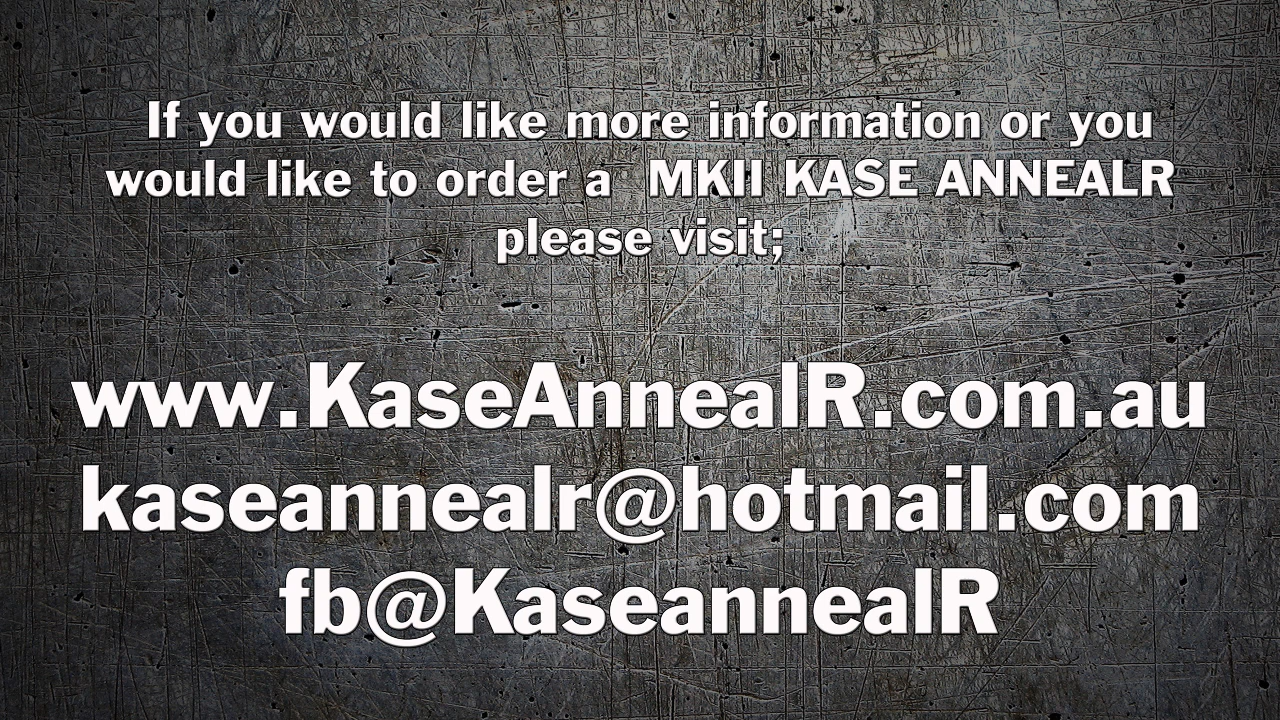 If you would like more information or you
would like to order a MKII KASE ANNEALR
please visit;
www.KaseAnnealR.com.au
kaseannealr@hotmail.com
fb@KaseannealR